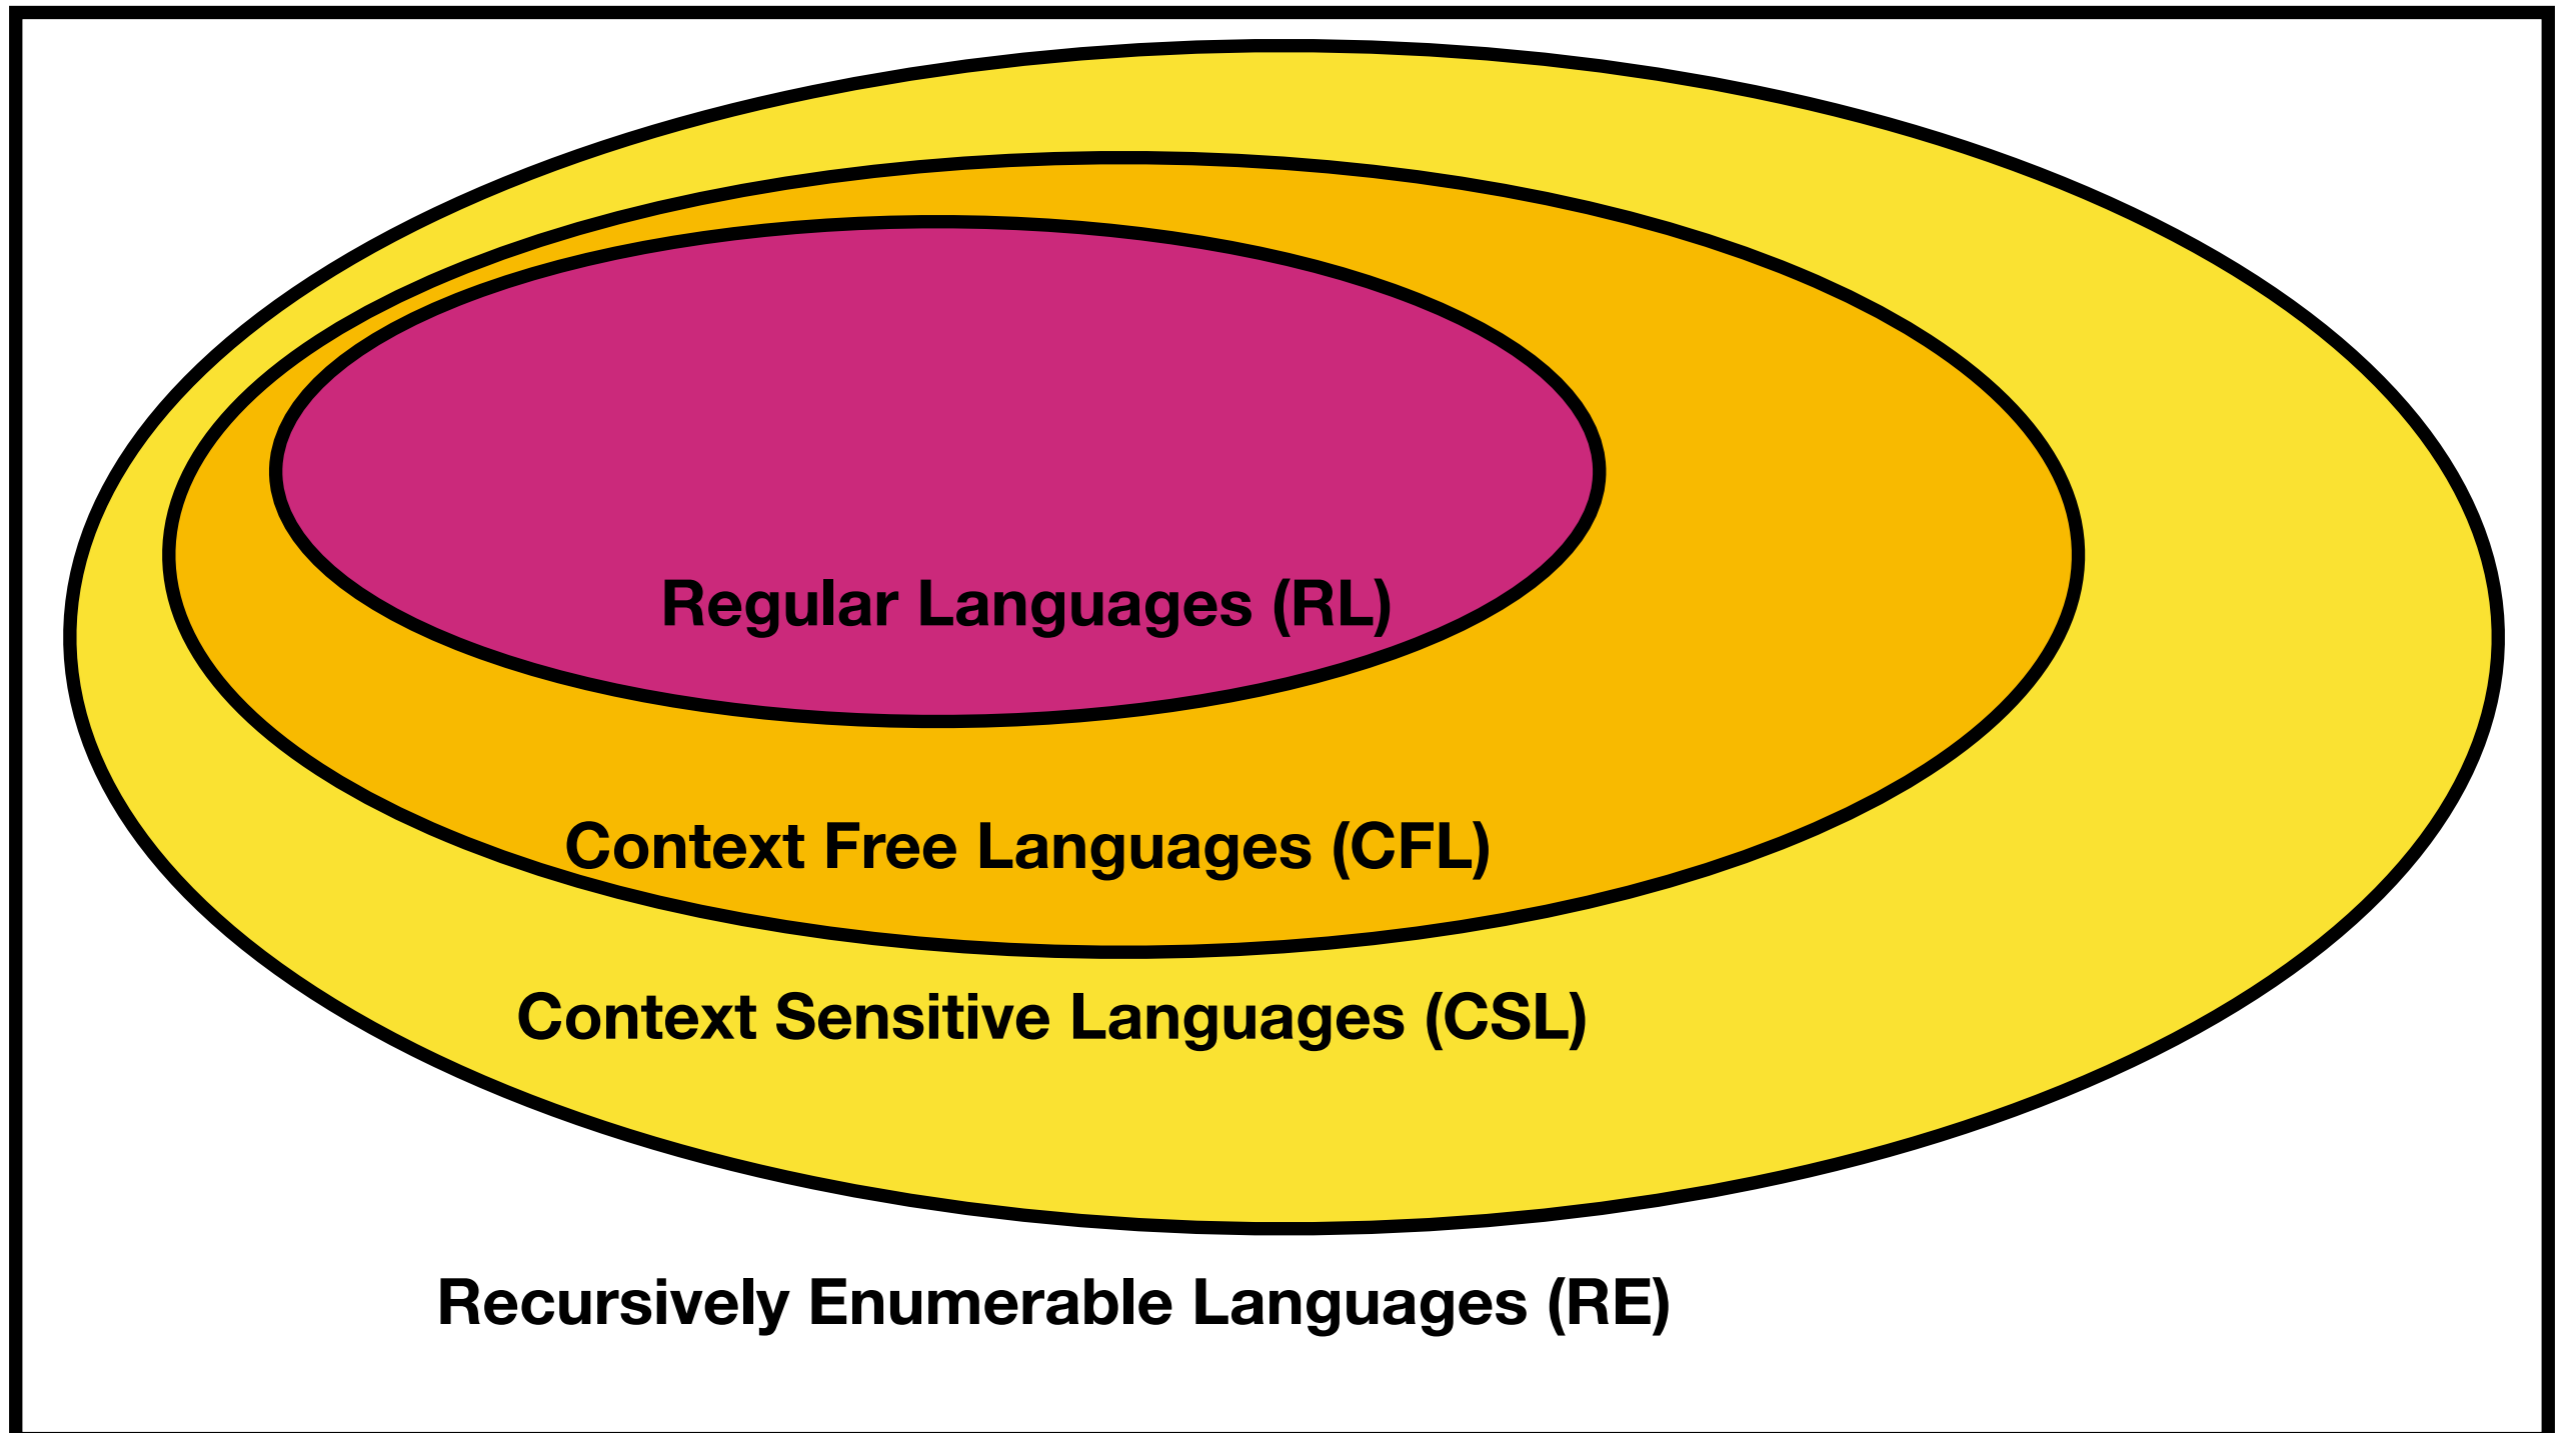 Regular Languages (RL)
Context Free Languages (CFL)
Context Sensitive Languages (CSL)
Recursively Enumerable Languages (RE)